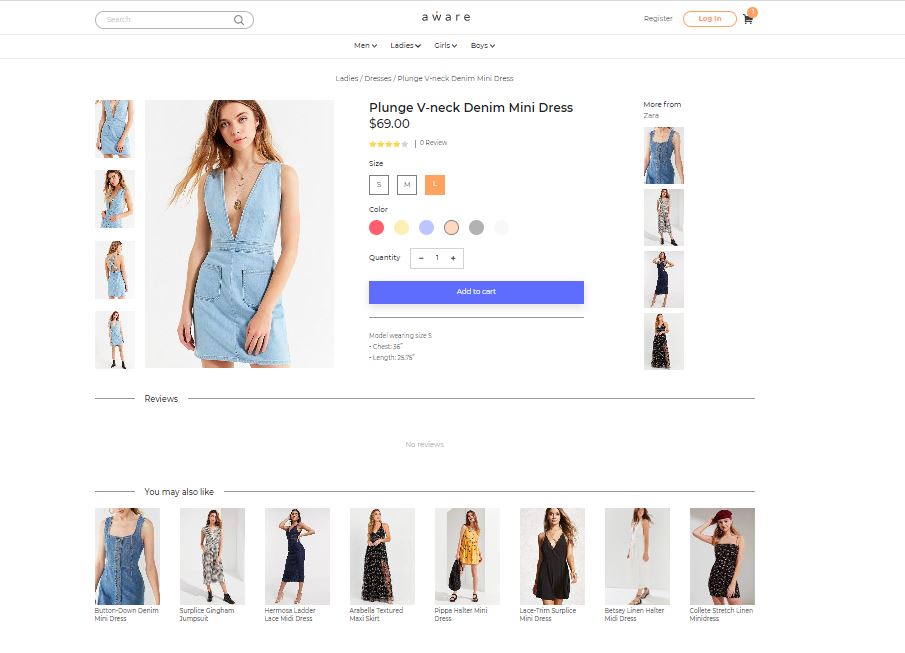 Search
aware
Register
Log In
1
Men
Ladies
Girls
Boys
Ladies / Dresses / Plunge V-neck Denim Mini Dress
Plunge V-neck Denim Mini Dress
$69.00
| 0 Review
Size
S
M
L
Color
Quantity
− 1 +
Add to cart
Model wearing size S
- Chest: 36"
- Length: 25.75"
More from
Zara
Reviews
No reviews
You may also like
Button-Down Denim
Mini Dress
Surplice Gingham
Jumpsuit
Hermosa Ladder
Lace Midi Dress
Arabella Textured
Maxi Skirt
Pippa Halter Mini
Dress
Lace-Trim Surplice
Mini Dress
Betsey Linen Halter
Midi Dress
Collete Stretch Linen
Minidress